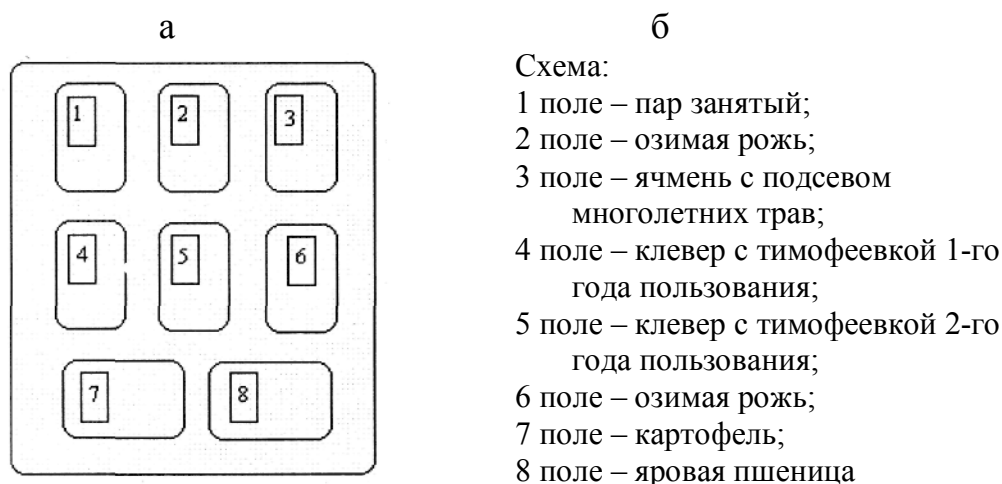 а
1
2
3
4
5
6
7
8
б
Схема:
1 поле – пар занятый;
2 поле – озимая рожь;
3 поле – ячмень с подсевом
многолетних трав;
4 поле – клевер с тимофеевкой 1-го
года пользования;
5 поле – клевер с тимофеевкой 2-го
года пользования;
6 поле – озимая рожь;
7 поле – картофель;
8 поле – яровая пшеница